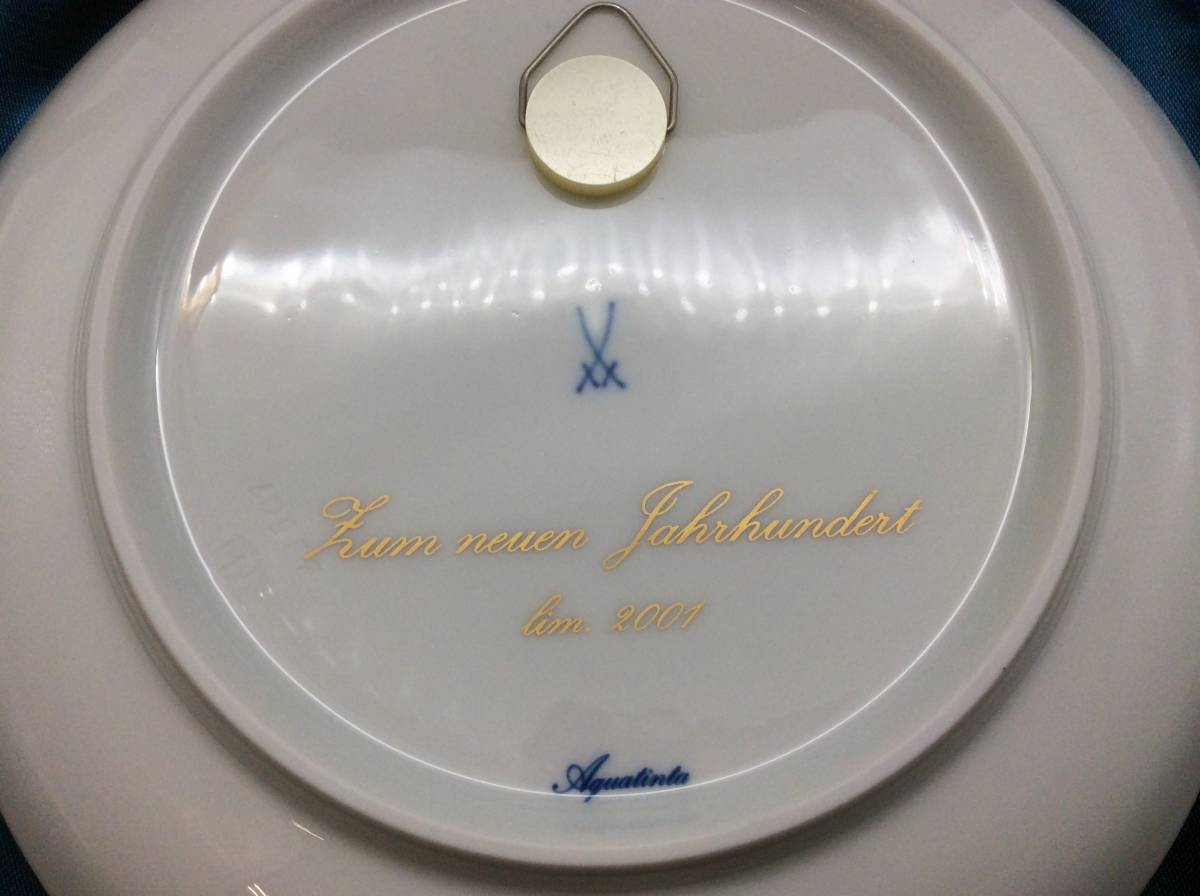 Zum neuen Jahrhundert
lim. 2001
Aquatinta